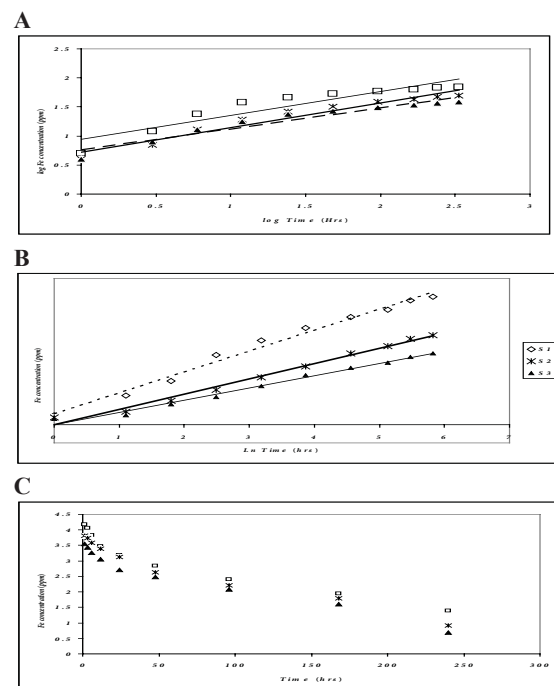 A
log Fe concentration (ppm)
2.5
2
1.5
1
0.5
0
0 0.5 1 1.5 2 2.5 3
log Time (Hrs)
B
Fe concentration (ppm)
0 1 2 3 4 5 6 7
Ln Time (hrs)
S 1
S 2
S 3
C
Fe concentration (ppm)
4.5
4
3.5
3
2.5
2
1.5
1
0.5
0
0 50 100 150 200 250 300
Time (hrs)